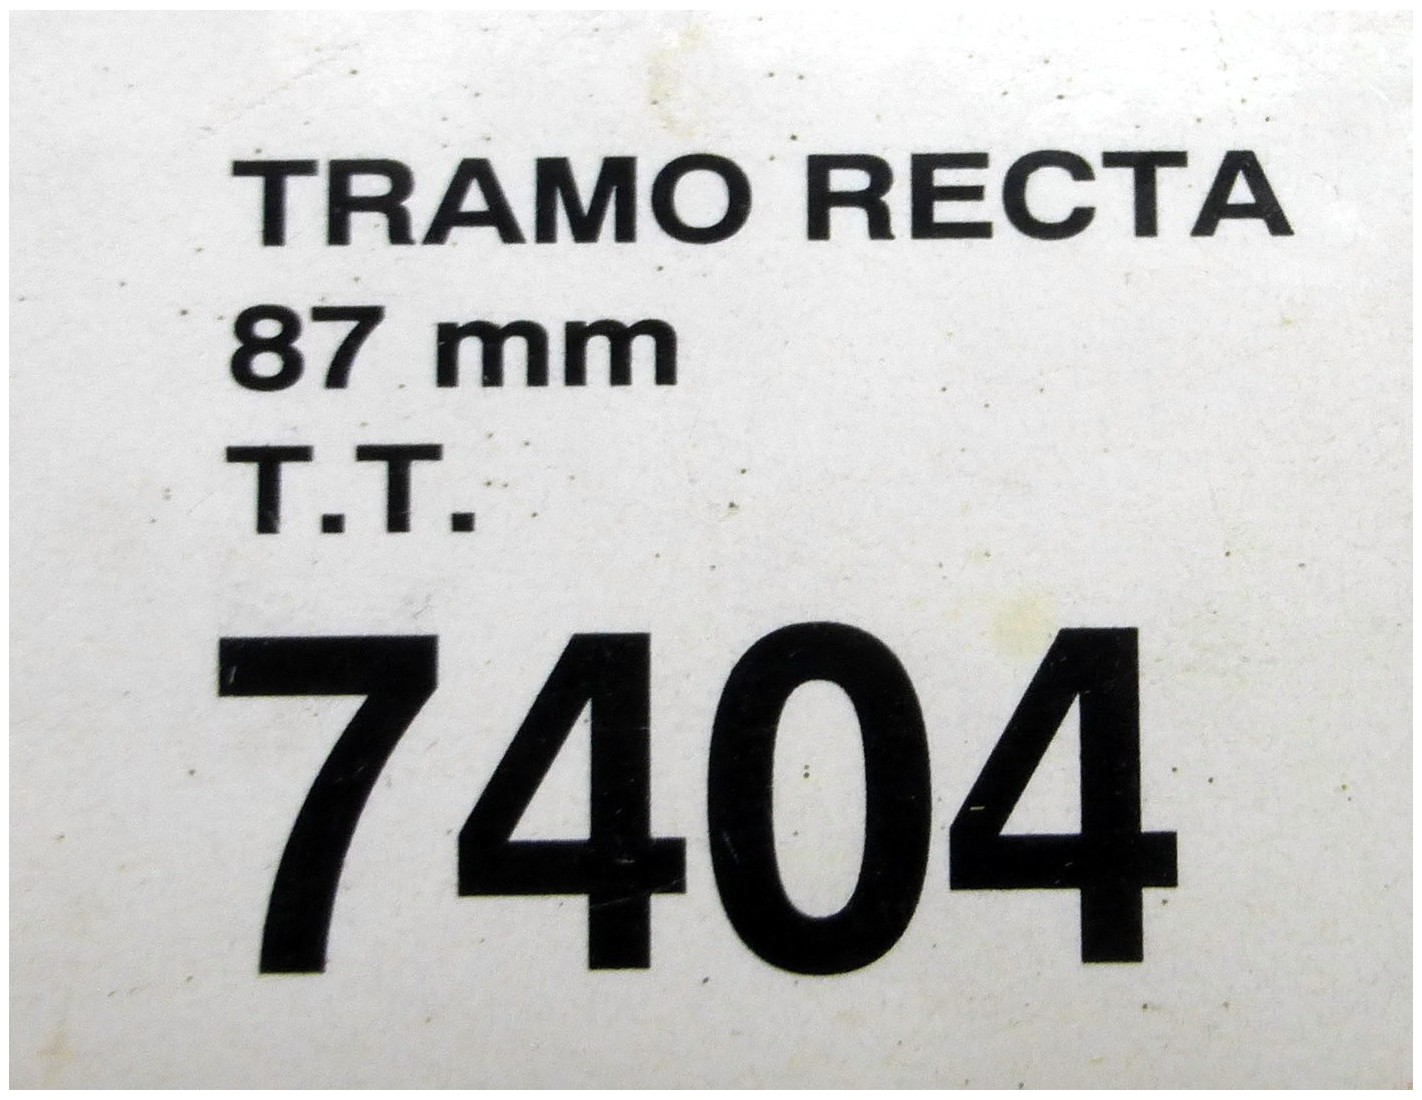 TRAMO RECTA
87 mm
T.T.
7404